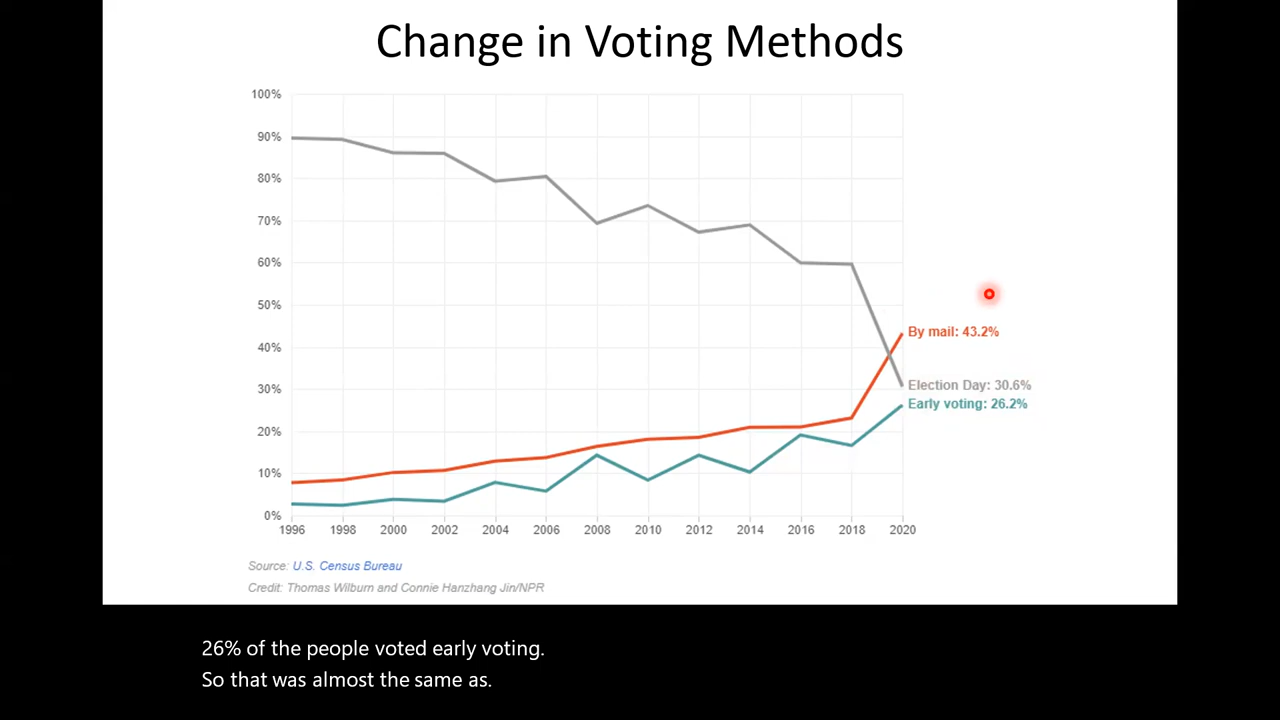 Change in Voting Methods
100%
90%
80%
70%
60%
50%
40%
30%
20%
10%
0%
1996 1998 2000 2002 2004 2006 2008 2010 2012 2014 2016 2018 2020
By mail: 43.2%
Election Day: 30.6%
Early voting: 26.2%
Source: U.S. Census Bureau
Credit: Thomas Wilburn and Connie Hanzhang Jin/NPR
26% of the people voted early voting.
So that was almost the same as.